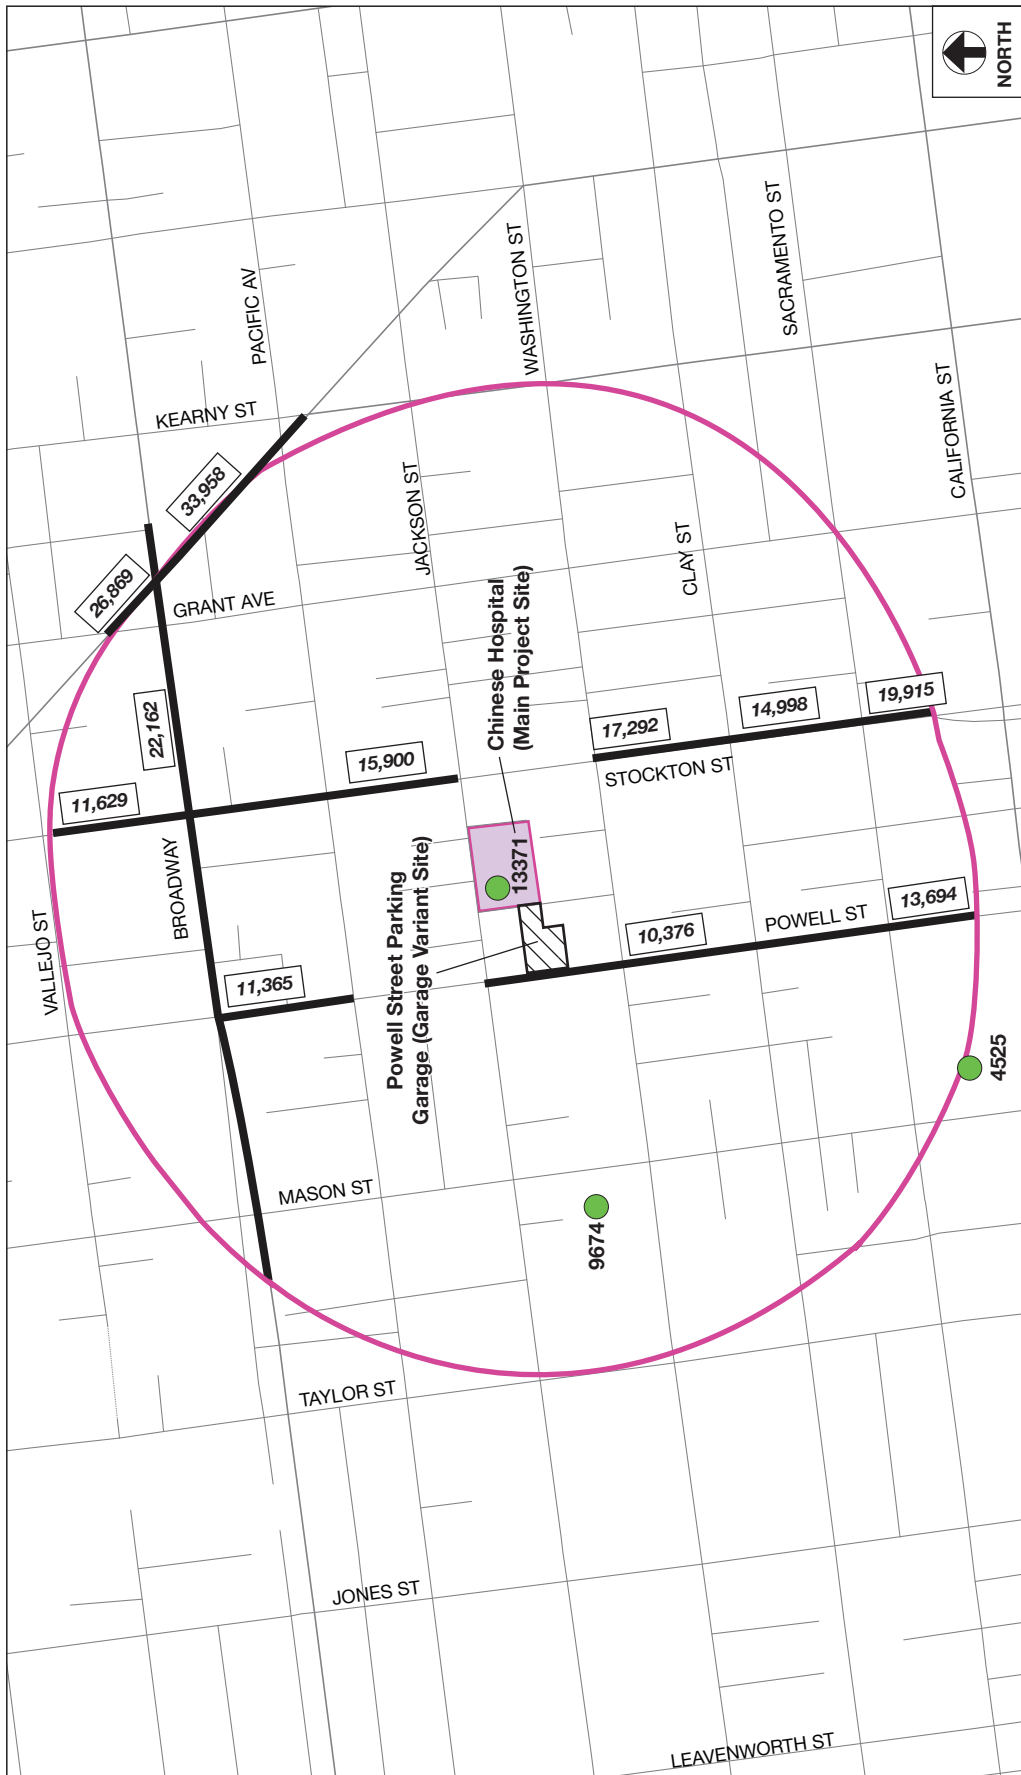 NORTH
VALLEJO ST
BROADWAY
PACIFIC AV
JACKSON ST
WASHINGTON ST
CLAY ST
SACRAMENTO ST
CALIFORNIA ST
KEARNY ST
GRANT AVE
STOCKTON ST
POWELL ST
MASON ST
TAYLOR ST
JONES ST
LEAVENWORTH ST
26,869
33,958
22,162
11,629
15,900
17,292
14,998
19,915
11,365
10,376
13,694
Chinese Hospital
(Main Project Site)
13371
Powell Street Parking
Garage (Garage Variant Site)
9674
4525